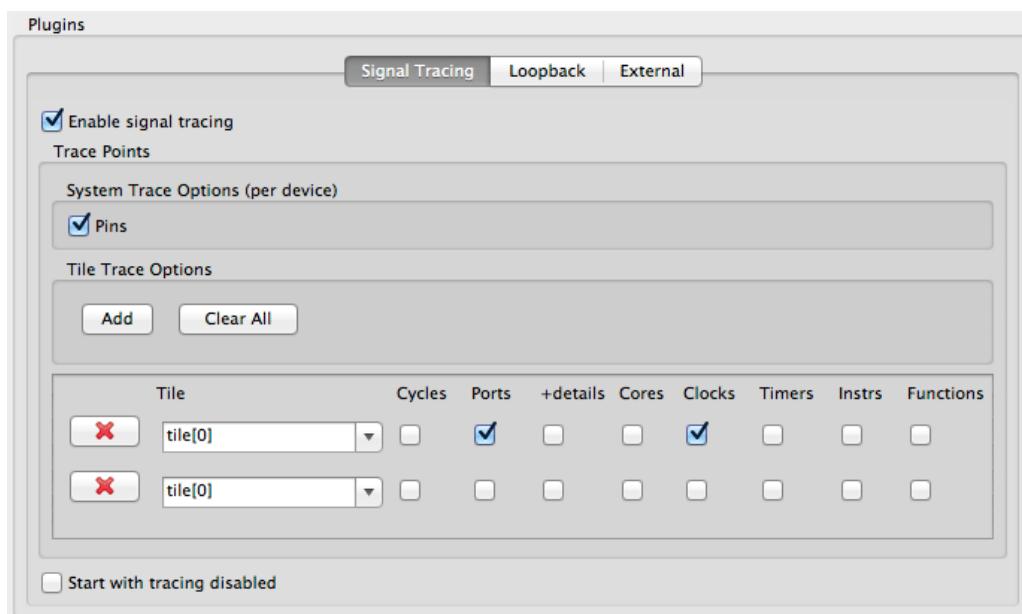 Plugins
Signal Tracing Loopback External
Enable signal tracing
Trace Points
System Trace Options (per device)
Pins
Tile Trace Options
Add Clear All
Tile Cycles Ports +details Cores Clocks Timers Instrs Functions
tile[0]
tile[0]
Start with tracing disabled